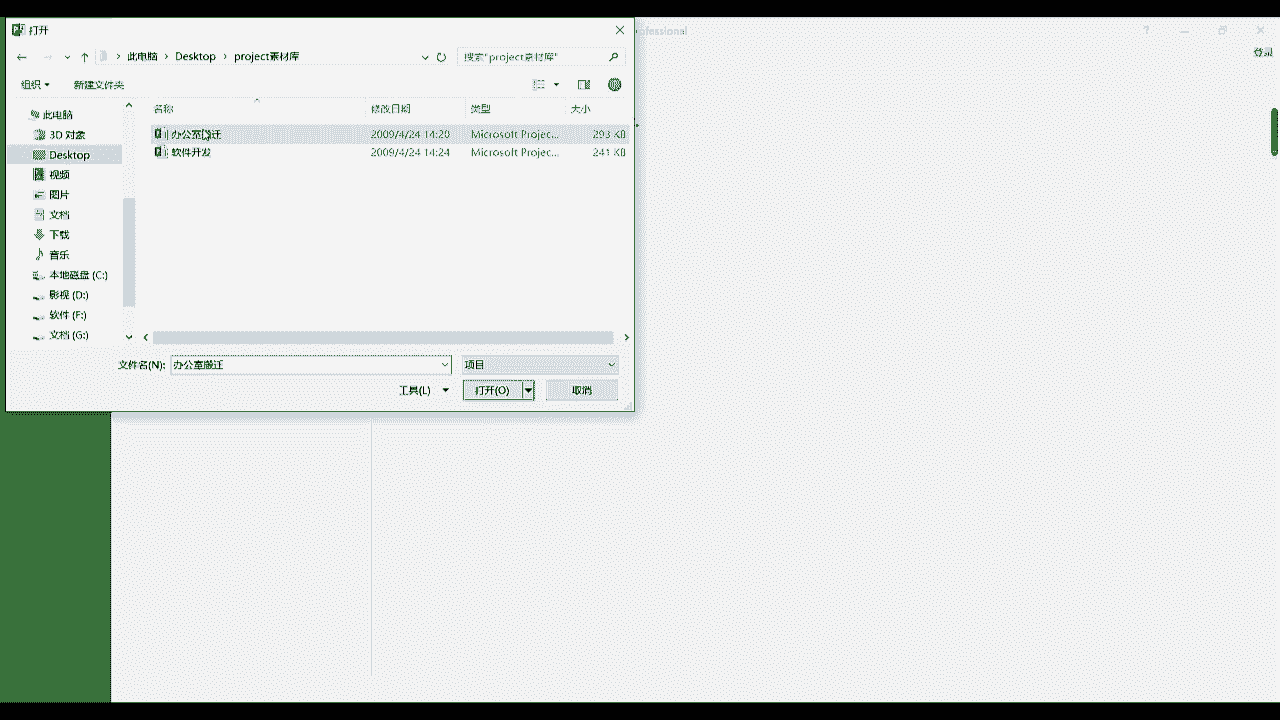 打开
ofessional
?
登录
此电脑 > Desktop > project素材库
搜索"project素材库"
组织
新建文件夹
名称 修改日期 类型 大小
办公室搬迁 2009/4/24 14:20 Microsoft Projec... 293 KB
软件开发 2009/4/24 14:24 Microsoft Projec... 241 KB
此电脑
3D 对象
Desktop
视频
图片
文档
下载
音乐
本地磁盘 (C:)
影视 (D:)
软件 (F:)
文档 (G:)
文件名(N): 办公室搬迁 项目
工具(L) 打开(O) 取消